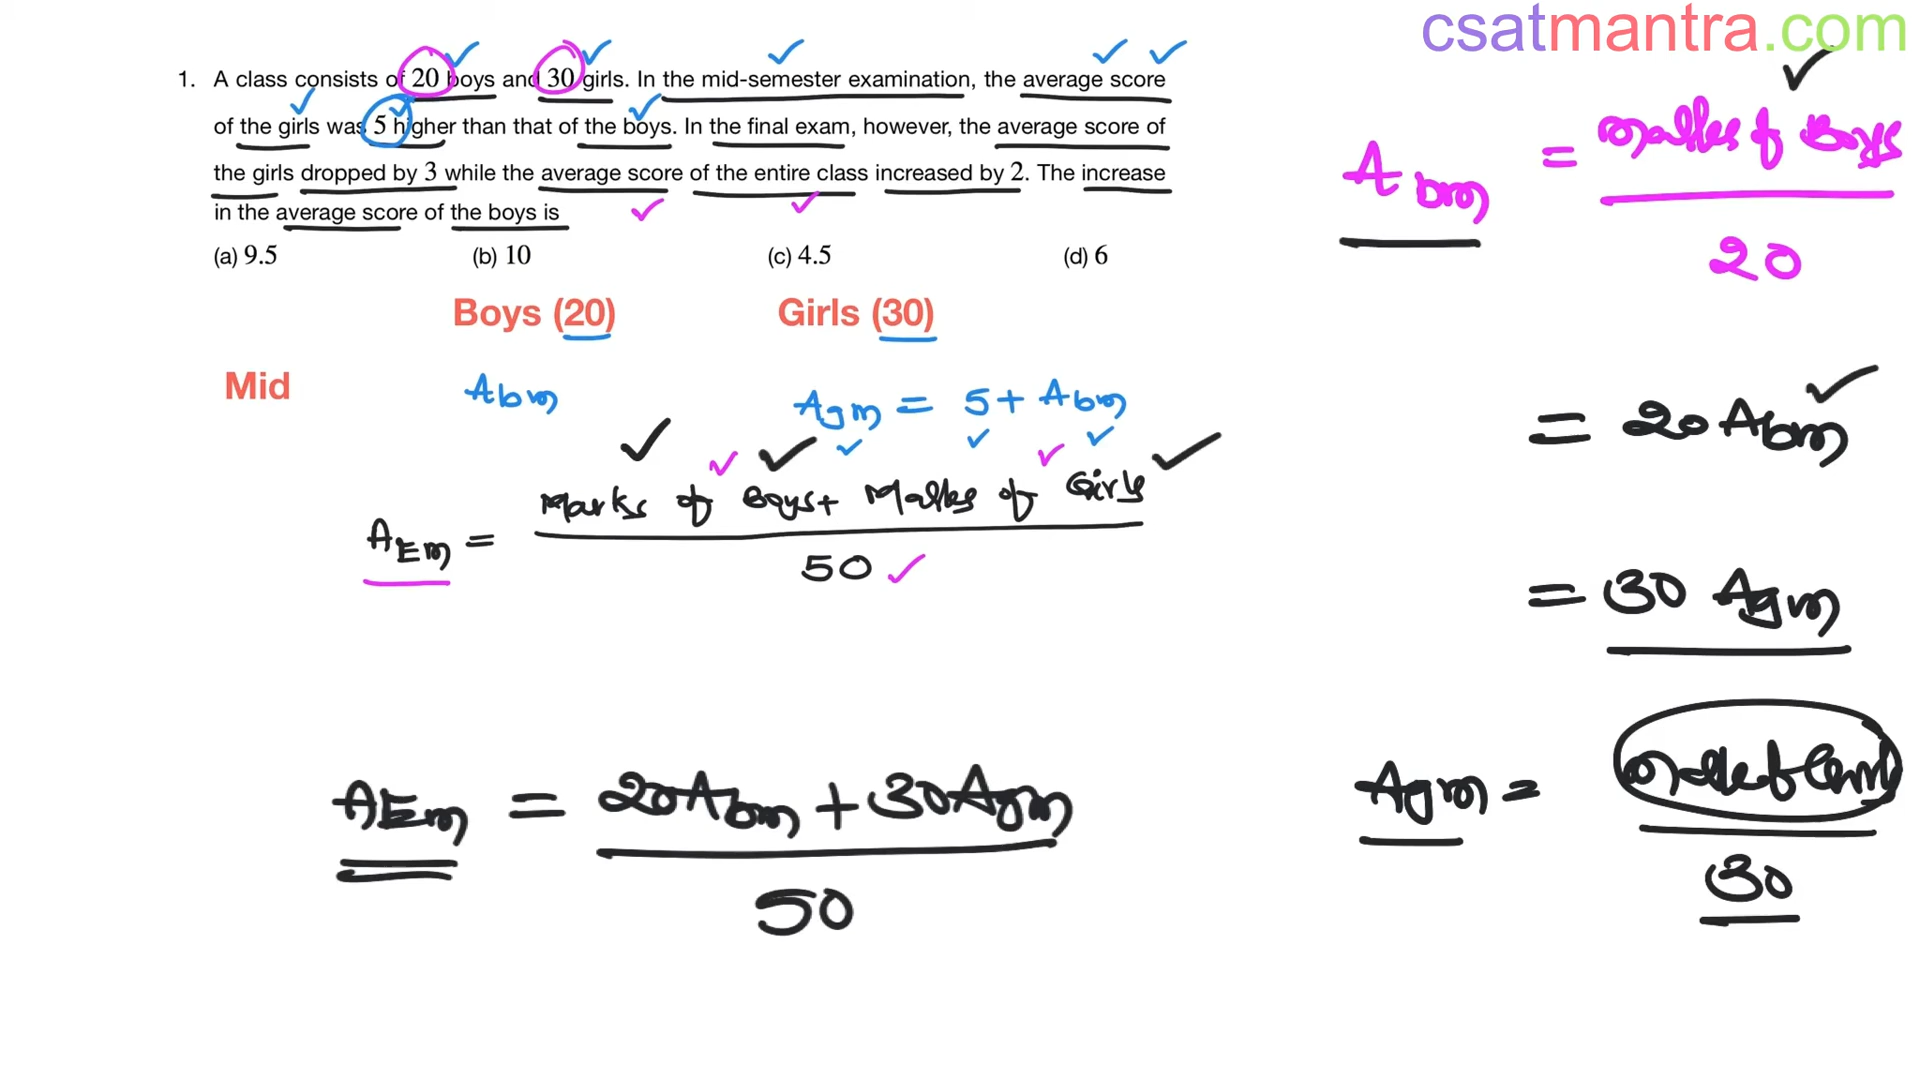 csatmantra.com
1. A class consists of 20 boys and 30 girls. In the mid-semester examination, the average score
of the girls was 5 higher than that of the boys. In the final exam, however, the average score of
the girls dropped by 3 while the average score of the entire class increased by 2. The increase
in the average score of the boys is
(a) 9.5 (b) 10 (c) 4.5 (d) 6
Boys (20) Girls (30)
Mid Abm Agm = 5 + Abm
AEm = Marks of Boys + Marks of Girls
50
AEm = 20Abm + 30Agm
50
Abm = Marks of Boys
20
= 20 Abm
= 30 Agm
Agm =
30